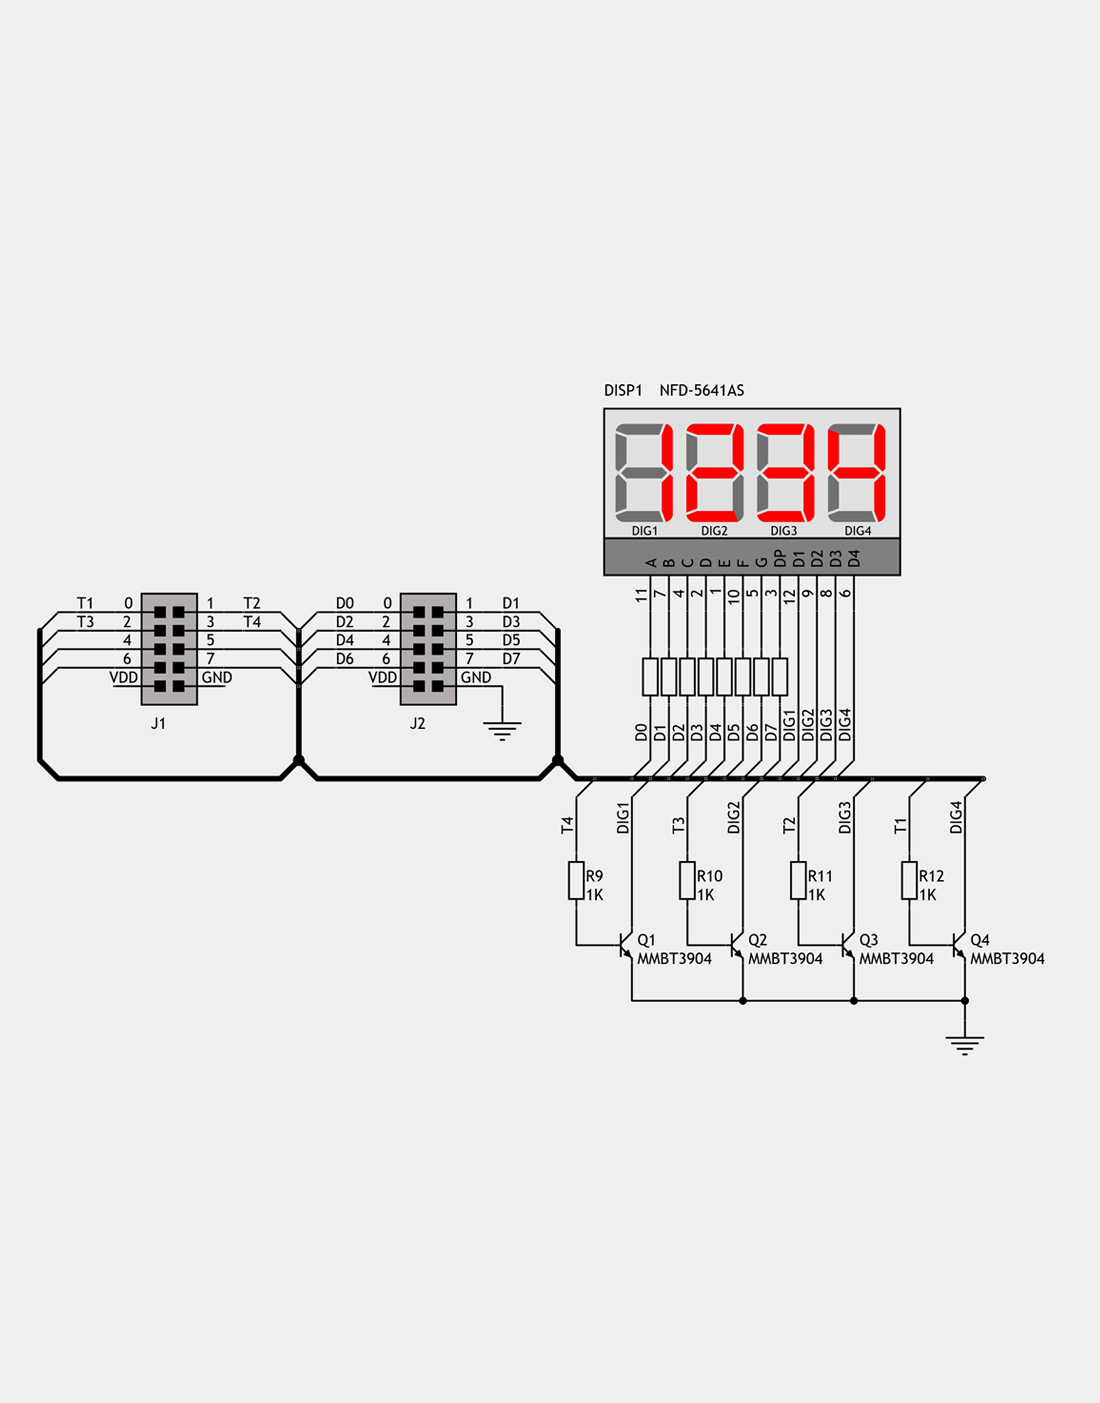 DISP1 NFD-5641AS
1234
DIG1 DIG2 DIG3 DIG4
A B C D E F G DP D1 D2 D3 D4
11 7 4 2 1 10 5 3 12 9 8 6
T1 0 1 T2 D0 0 1 D1
T3 2 3 T4 D2 2 3 D3
4 5 D4 4 5 D5
6 7 D6 6 7 D7
VDD GND VDD GND
J1 J2
D0 D1 D2 D3 D4 D5 D6 D7 DIG1 DIG2 DIG3 DIG4
T4 DIG1 T3 DIG2 T2 DIG3 T1 DIG4
R9 R10 R11 R12
1K 1K 1K 1K
Q1 Q2 Q3 Q4
MMBT3904 MMBT3904 MMBT3904 MMBT3904